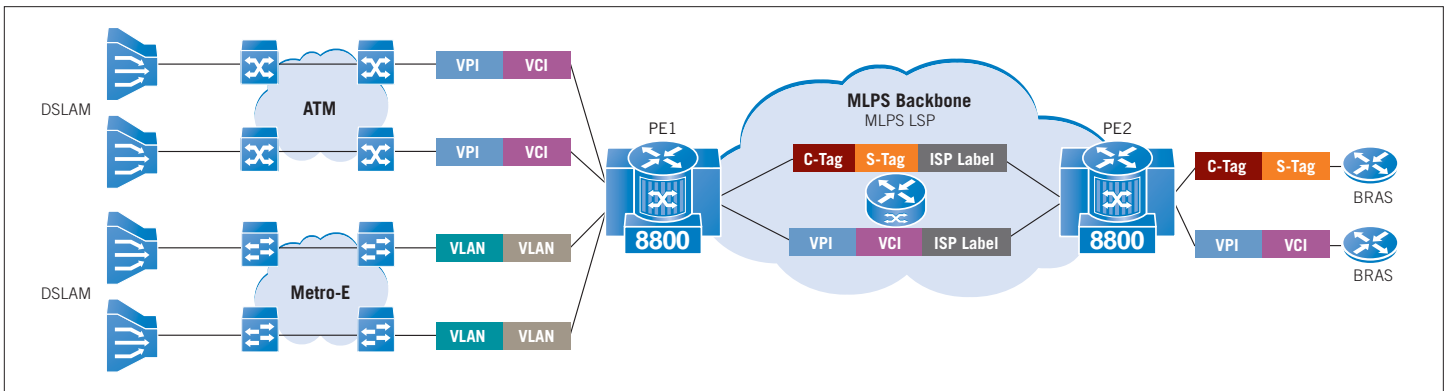 DSLAM
ATM
VPI VCI
VPI VCI
DSLAM
Metro-E
VLAN VLAN
VLAN VLAN
PE1
8800
MLPS Backbone
MLPS LSP
C-Tag S-Tag ISP Label
VPI VCI ISP Label
PE2
8800
C-Tag S-Tag
BRAS
VPI VCI
BRAS